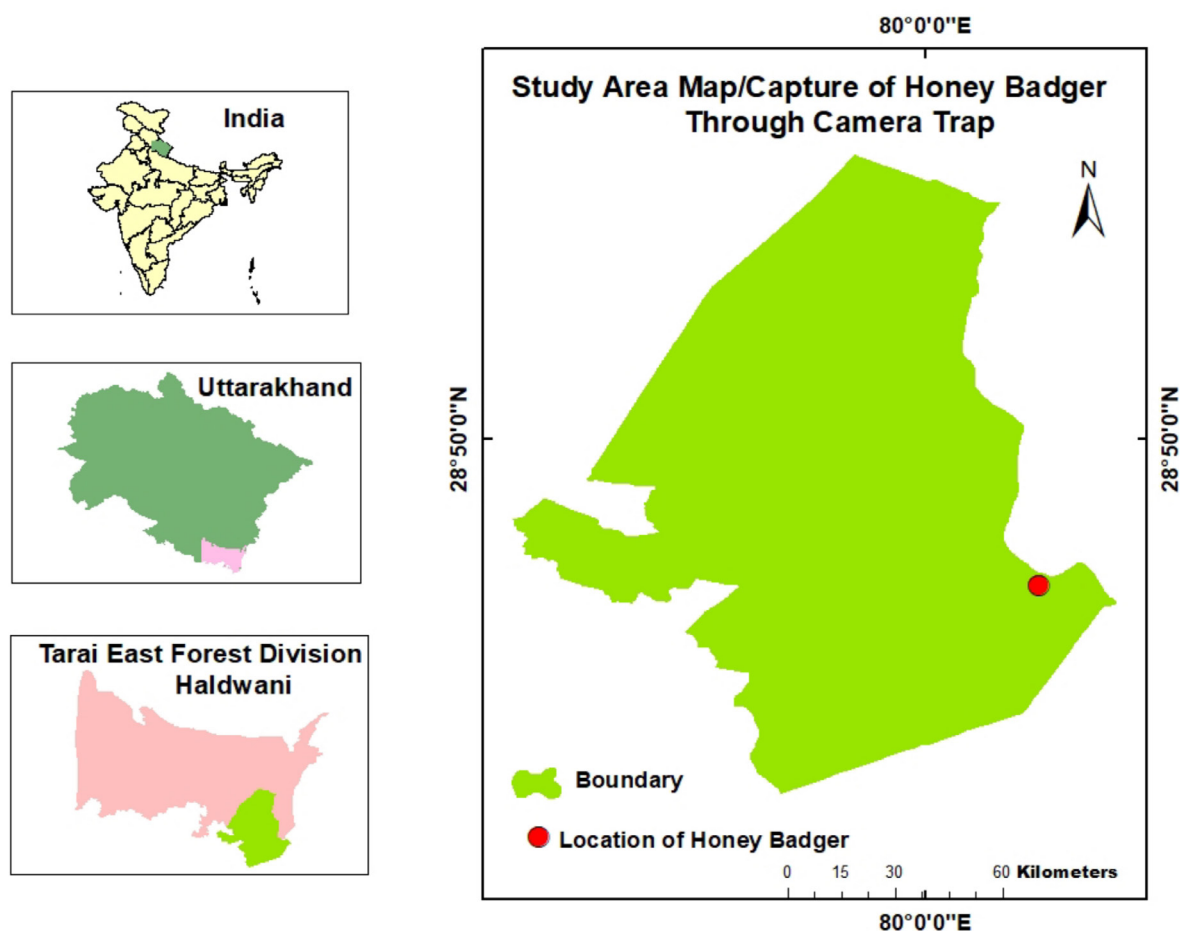 India
Uttarakhand
Tarai East Forest Division
Haldwani
80°0'0"E
Study Area Map/Capture of Honey Badger
Through Camera Trap
N
28°50'0"N
28°50'0"N
Boundary
Location of Honey Badger
0 15 30 60 Kilometers
80°0'0"E